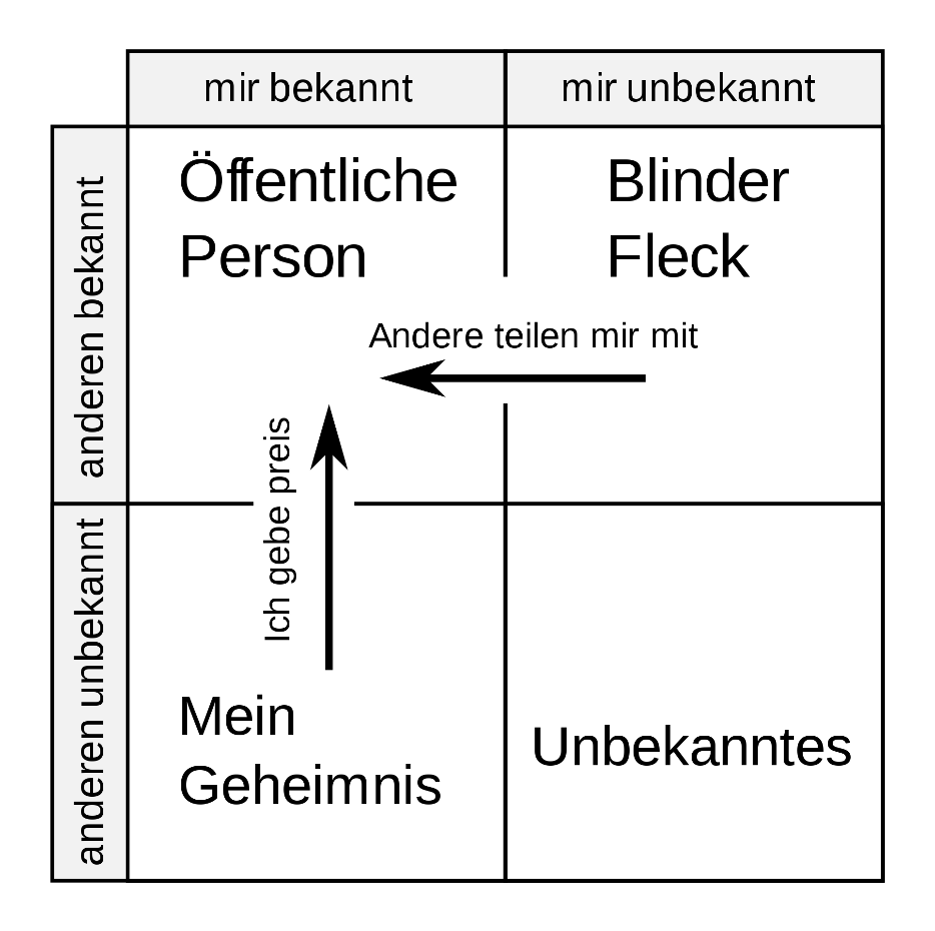 mir bekannt
mir unbekannt
anderen bekannt
Öffentliche
Person
Blinder
Fleck
Andere teilen mir mit
Ich gebe preis
anderen unbekannt
Mein
Geheimnis
Unbekanntes